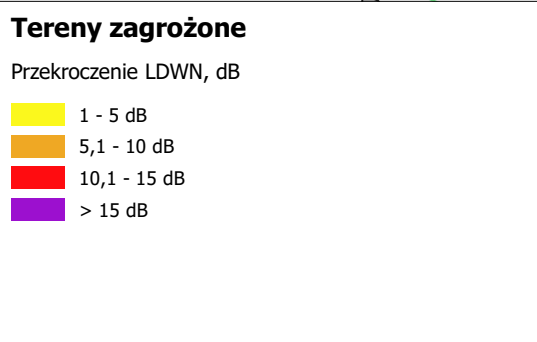 Tereny zagrożone
Przekroczenie LDWN, dB
1 - 5 dB
5,1 - 10 dB
10,1 - 15 dB
> 15 dB